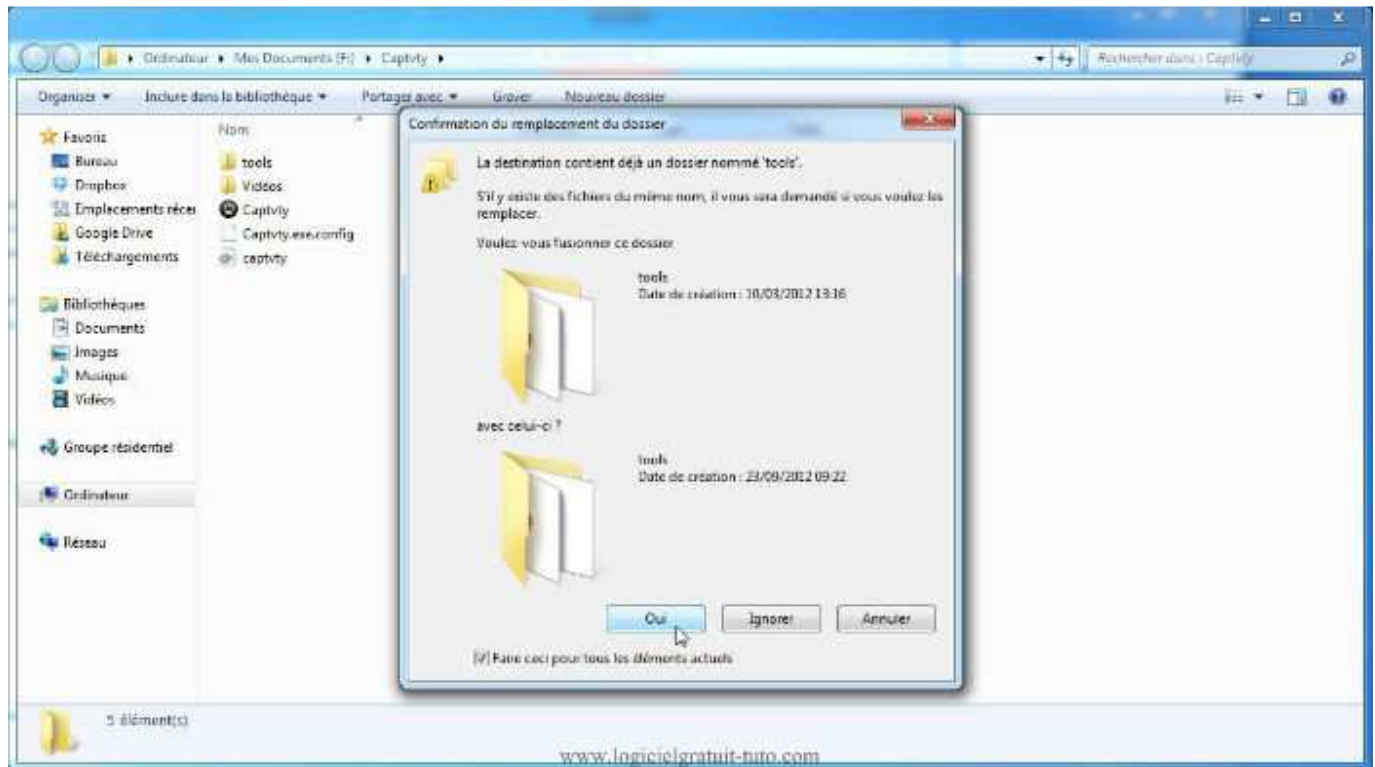 Ordinateur ▸ Mes Documents (F:) ▸ Captvty ▸
Rechercher dans : Captvty
Organiser
Inclure dans la bibliothèque
Partager avec
Graver
Nouveau dossier
Favoris
Bureau
Dropbox
Emplacements récen
Google Drive
Téléchargements
Bibliothèques
Documents
Images
Musique
Vidéos
Groupe résidentiel
Ordinateur
Réseau
Nom
tools
Vidéos
Captvty
Captvty.exe.config
captvty
Confirmation du remplacement du dossier
La destination contient déjà un dossier nommé 'tools'.
S'il y existe des fichiers du même nom, il vous sera demandé si vous voulez les
remplacer.
Voulez-vous fusionner ce dossier
tools
Date de création : 10/03/2012 13:16
avec celui-ci ?
tools
Date de création : 23/09/2012 09:22
Oui
Ignorer
Annuler
Faire ceci pour tous les éléments actuels
5 élément(s)
www.logicielgratuit-tuto.com